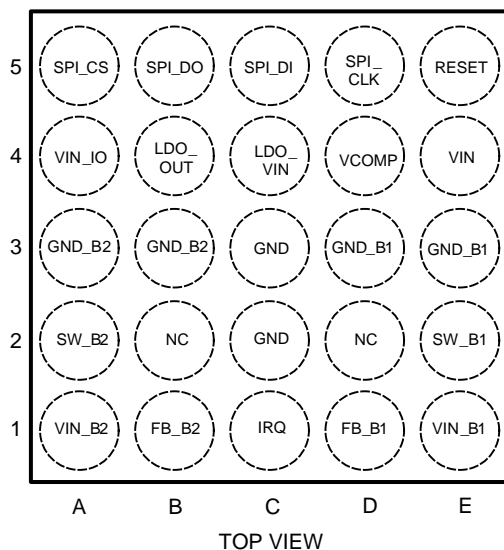 5 SPI_CS SPI_DO SPI_DI SPI_ CLK RESET
4 VIN_IO LDO_ OUT LDO_ VIN VCOMP VIN
3 GND_B2 GND_B2 GND GND_B1 GND_B1
2 SW_B2 NC GND NC SW_B1
1 VIN_B2 FB_B2 IRQ FB_B1 VIN_B1
A B C D E
TOP VIEW